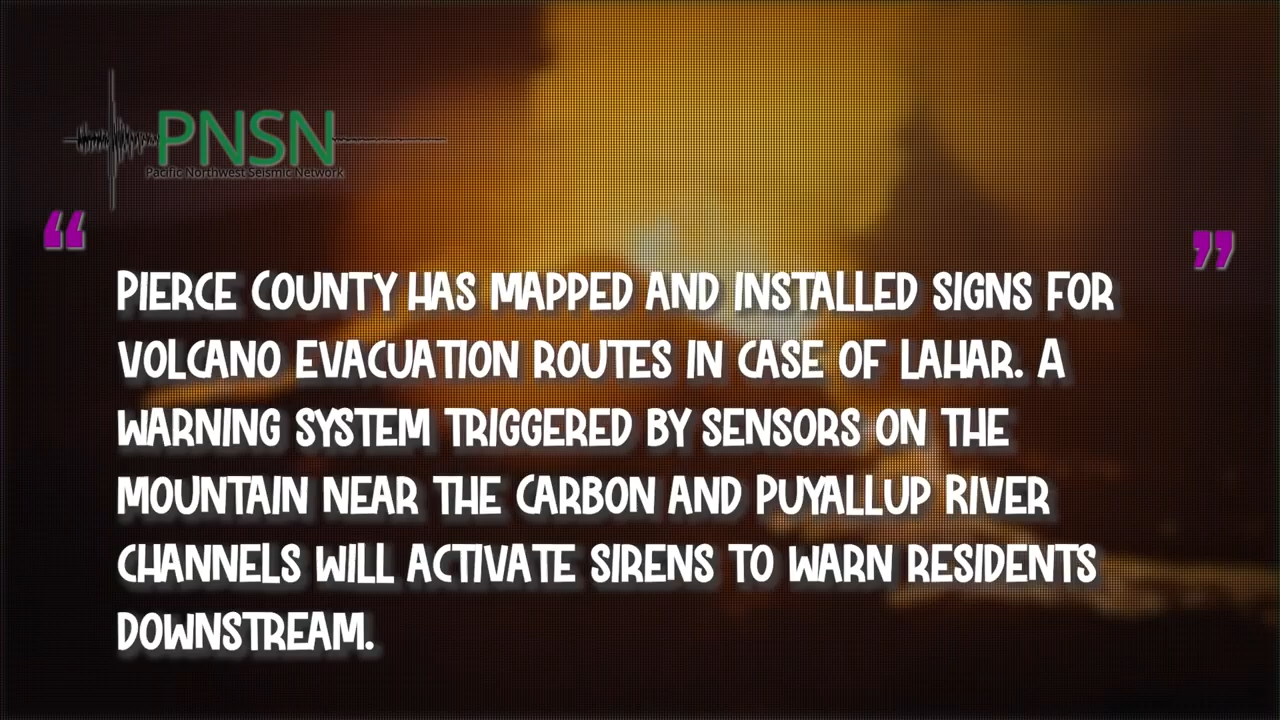 PNSN
Pacific Northwest Seismic Network
“ ”
PIERCE COUNTY HAS MAPPED AND INSTALLED SIGNS FOR
VOLCANO EVACUATION ROUTES IN CASE OF LAHAR. A
WARNING SYSTEM TRIGGERED BY SENSORS ON THE
MOUNTAIN NEAR THE CARBON AND PUYALLUP RIVER
CHANNELS WILL ACTIVATE SIRENS TO WARN RESIDENTS
DOWNSTREAM.